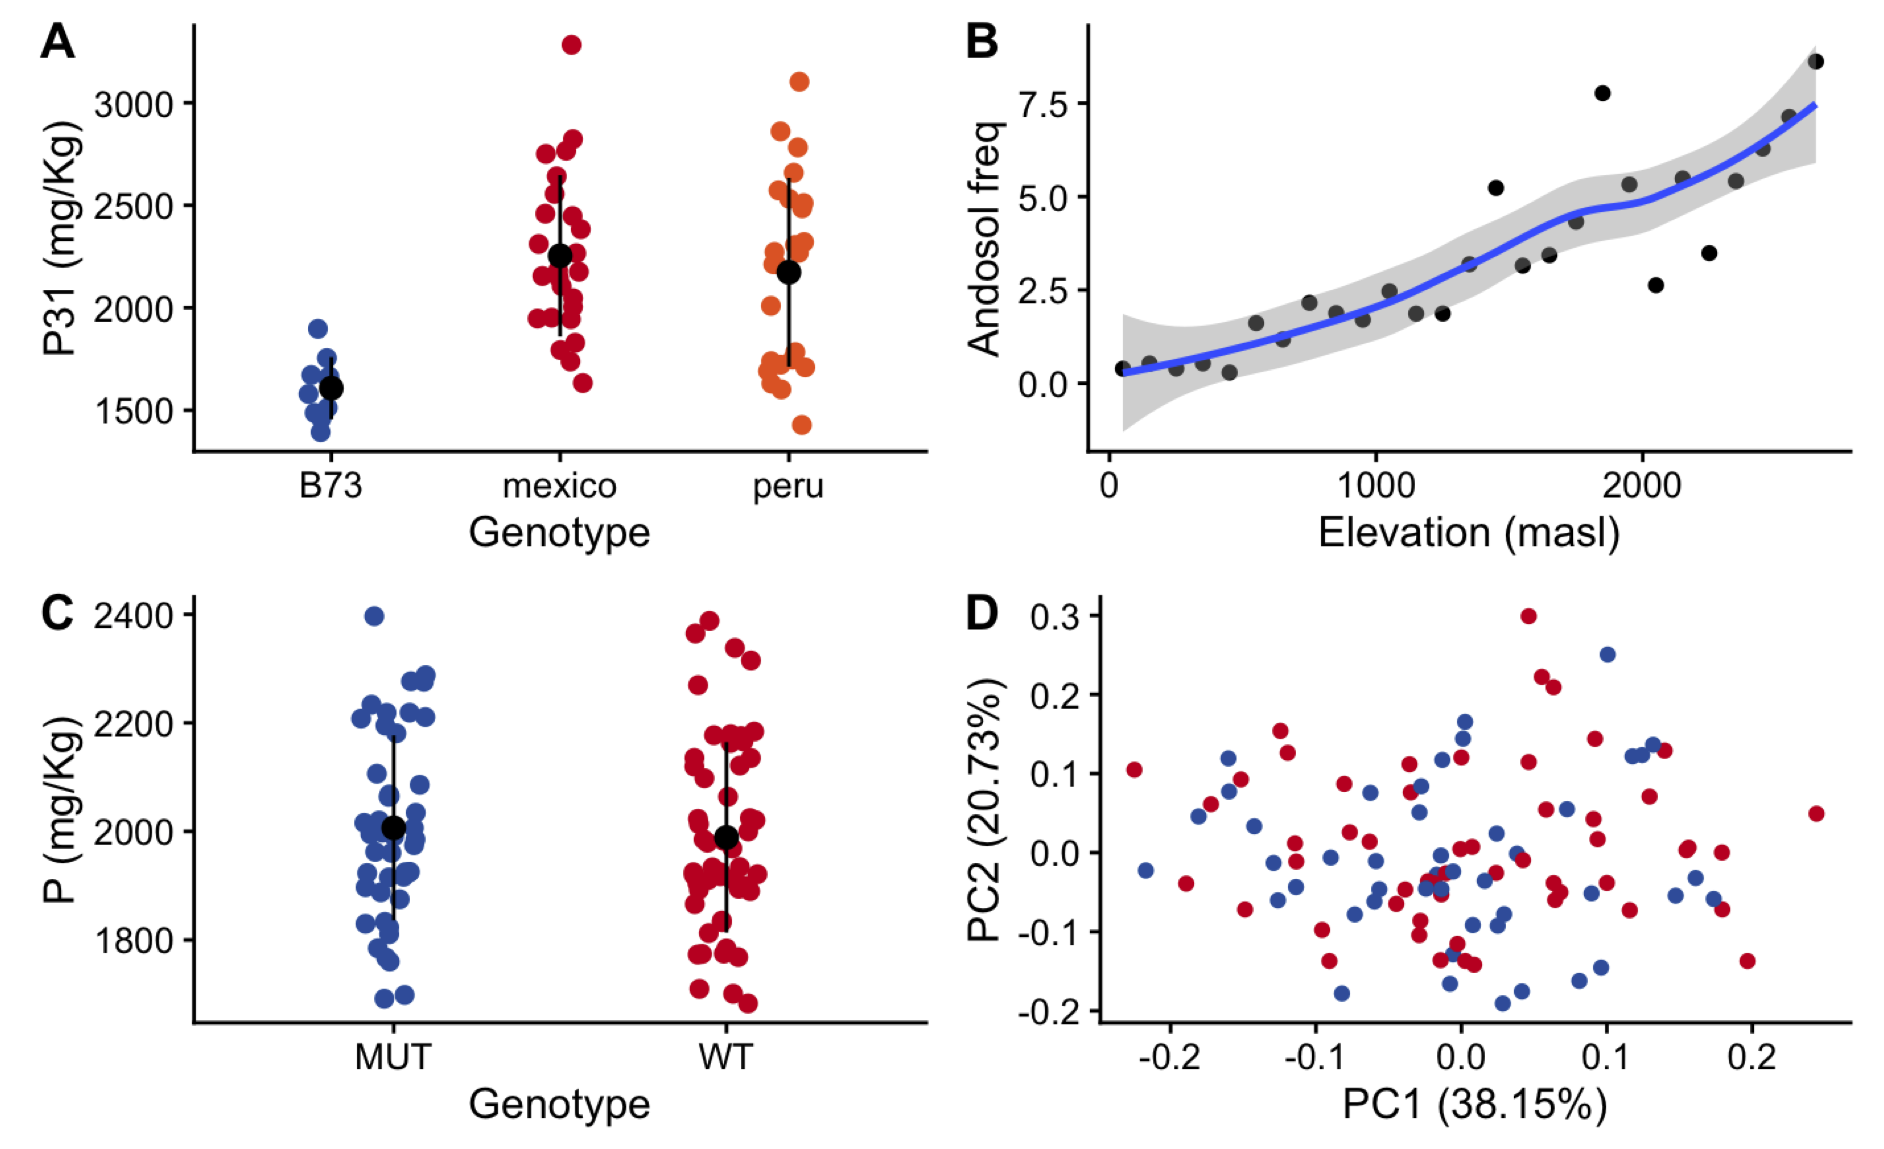 A
3000
2500
2000
1500
P31 (mg/Kg)
B73 mexico peru
Genotype
B
7.5
5.0
2.5
0.0
Andosol freq
0 1000 2000
Elevation (masl)
C
2400
2200
2000
1800
P (mg/Kg)
MUT WT
Genotype
D
0.3
0.2
0.1
0.0
-0.1
-0.2
PC2 (20.73%)
-0.2 -0.1 0.0 0.1 0.2
PC1 (38.15%)